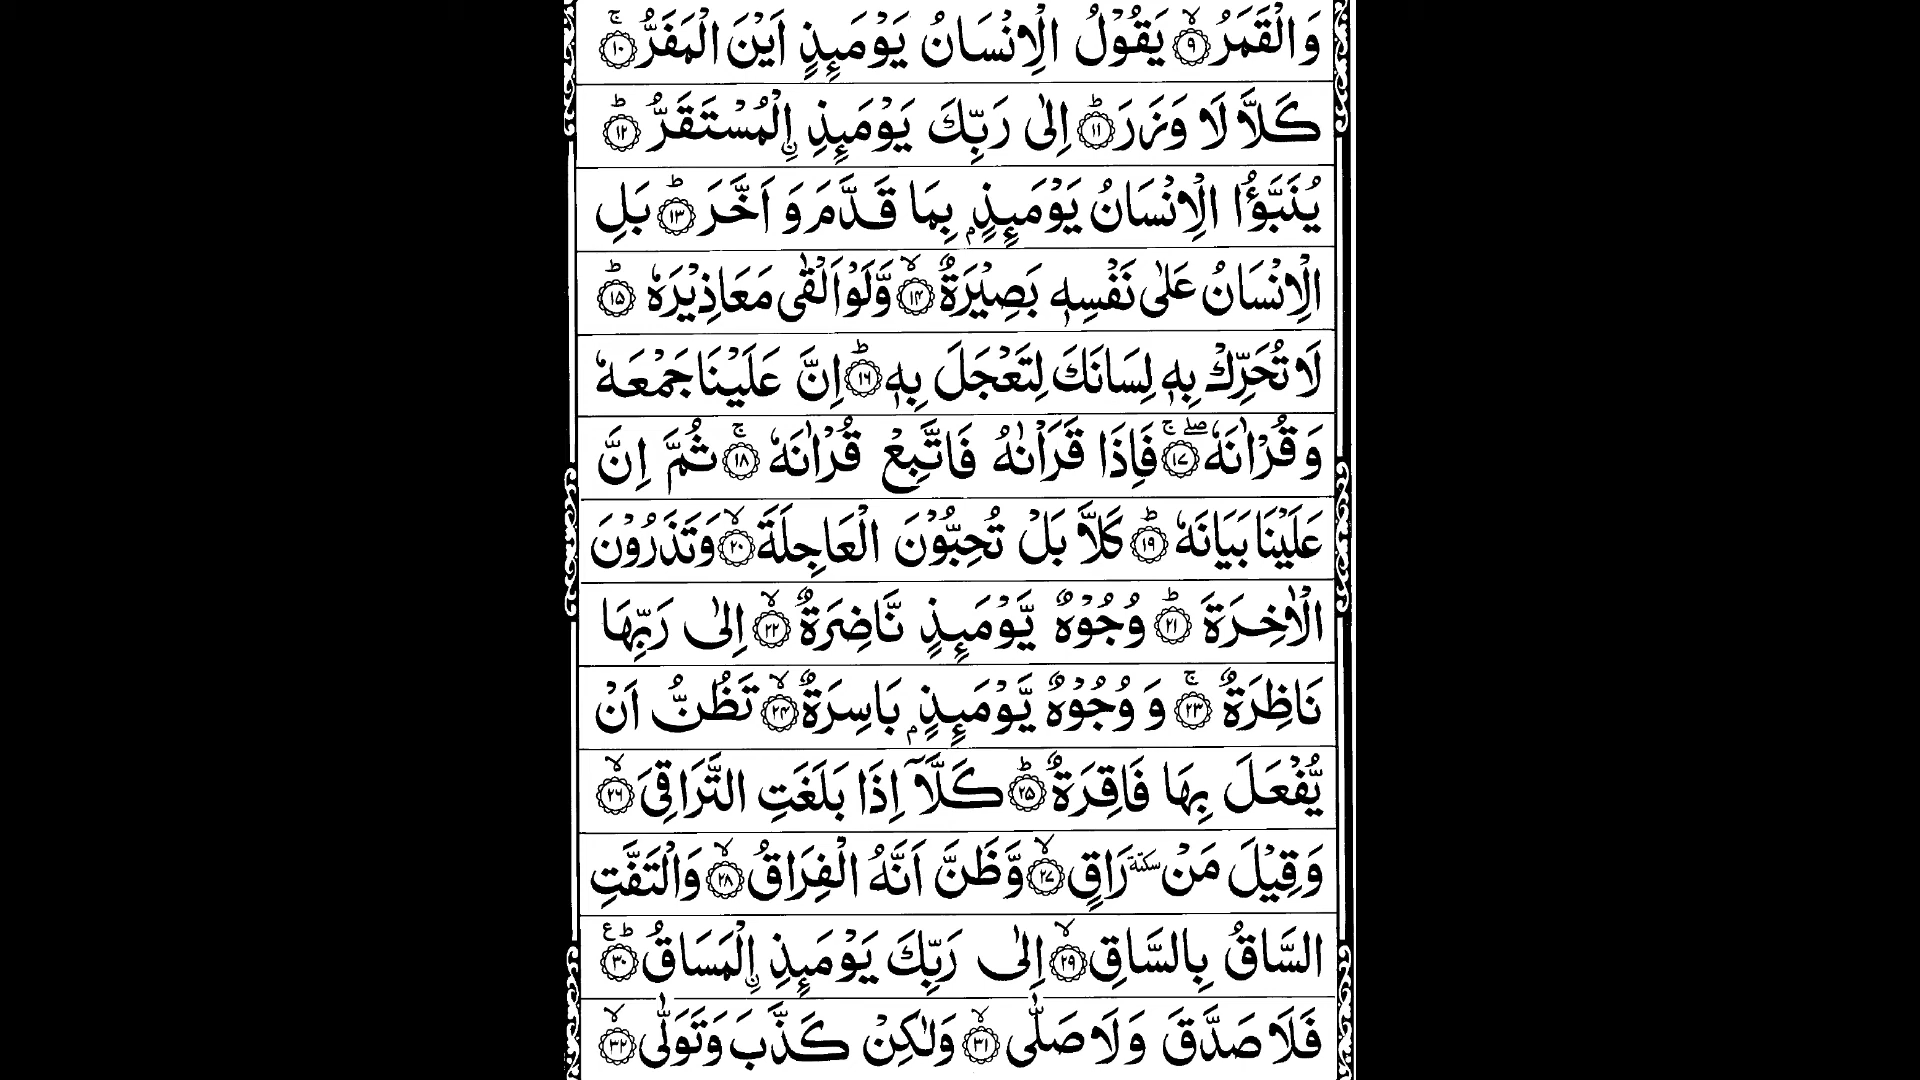 وَالْقَمَرُ ۙ﴿۹﴾ يَقُوْلُ الْاِنْسَانُ يَوْمَىِٕذٍ اَيْنَ الْمَفَرُّ ۚ﴿۱۰﴾
كَلَّا لَا وَزَرَ ؕ﴿۱۱﴾ اِلٰى رَبِّكَ يَوْمَىِٕذِ ِ۟الْمُسْتَقَرُّ ؕ﴿۱۲﴾
يُنَبَّؤُا الْاِنْسَانُ يَوْمَىِٕذٍۭ بِمَا قَدَّمَ وَ اَخَّرَ ؕ﴿۱۳﴾ بَلِ
الْاِنْسَانُ عَلٰى نَفْسِهٖ بَصِيْرَةٌ ۙ﴿۱۴﴾ وَّلَوْ اَلْقٰى مَعَاذِيْرَهٗ ؕ﴿۱۵﴾
لَا تُحَرِّكْ بِهٖ لِسَانَكَ لِتَعْجَلَ بِهٖ ؕ﴿۱۶﴾ اِنَّ عَلَيْنَا جَمْعَهٗ
وَ قُرْاٰنَهٗ ۚۖ﴿۱۷﴾ فَاِذَا قَرَاْنٰهُ فَاتَّبِعْ قُرْاٰنَهٗ ۚ﴿۱۸﴾ ثُمَّ اِنَّ
عَلَيْنَا بَيَانَهٗ ؕ﴿۱۹﴾ كَلَّا بَلْ تُحِبُّوْنَ الْعَاجِلَةَ ۙ﴿۲۰﴾ وَتَذَرُوْنَ
الْاٰخِرَةَ ؕ﴿۲۱﴾ وُجُوْهٌ يَّوْمَىِٕذٍ نَّاضِرَةٌ ۙ﴿۲۲﴾ اِلٰى رَبِّهَا
نَاظِرَةٌ ۚ﴿۲۳﴾ وَ وُجُوْهٌ يَّوْمَىِٕذٍۭ بَاسِرَةٌ ۙ﴿۲۴﴾ تَظُنُّ اَنْ
يُّفْعَلَ بِهَا فَاقِرَةٌ ؕ﴿۲۵﴾ كَلَّاۤ اِذَا بَلَغَتِ التَّرَاقِىَ ۙ﴿۲۶﴾
وَ قِيْلَ مَنْ ٚسكتة رَاقٍ ۙ﴿۲۷﴾ وَّظَنَّ اَنَّهُ الْفِرَاقُ ۙ﴿۲۸﴾ وَالْتَفَّتِ
السَّاقُ بِالسَّاقِ ۙ﴿۲۹﴾ اِلٰى رَبِّكَ يَوْمَىِٕذِ ِ۟الْمَسَاقُ ؕع﴿۳۰﴾
فَلَا صَدَّقَ وَ لَا صَلّٰى ۙ﴿۳۱﴾ وَلٰكِنْ كَذَّبَ وَتَوَلّٰى ۙ﴿۳۲﴾